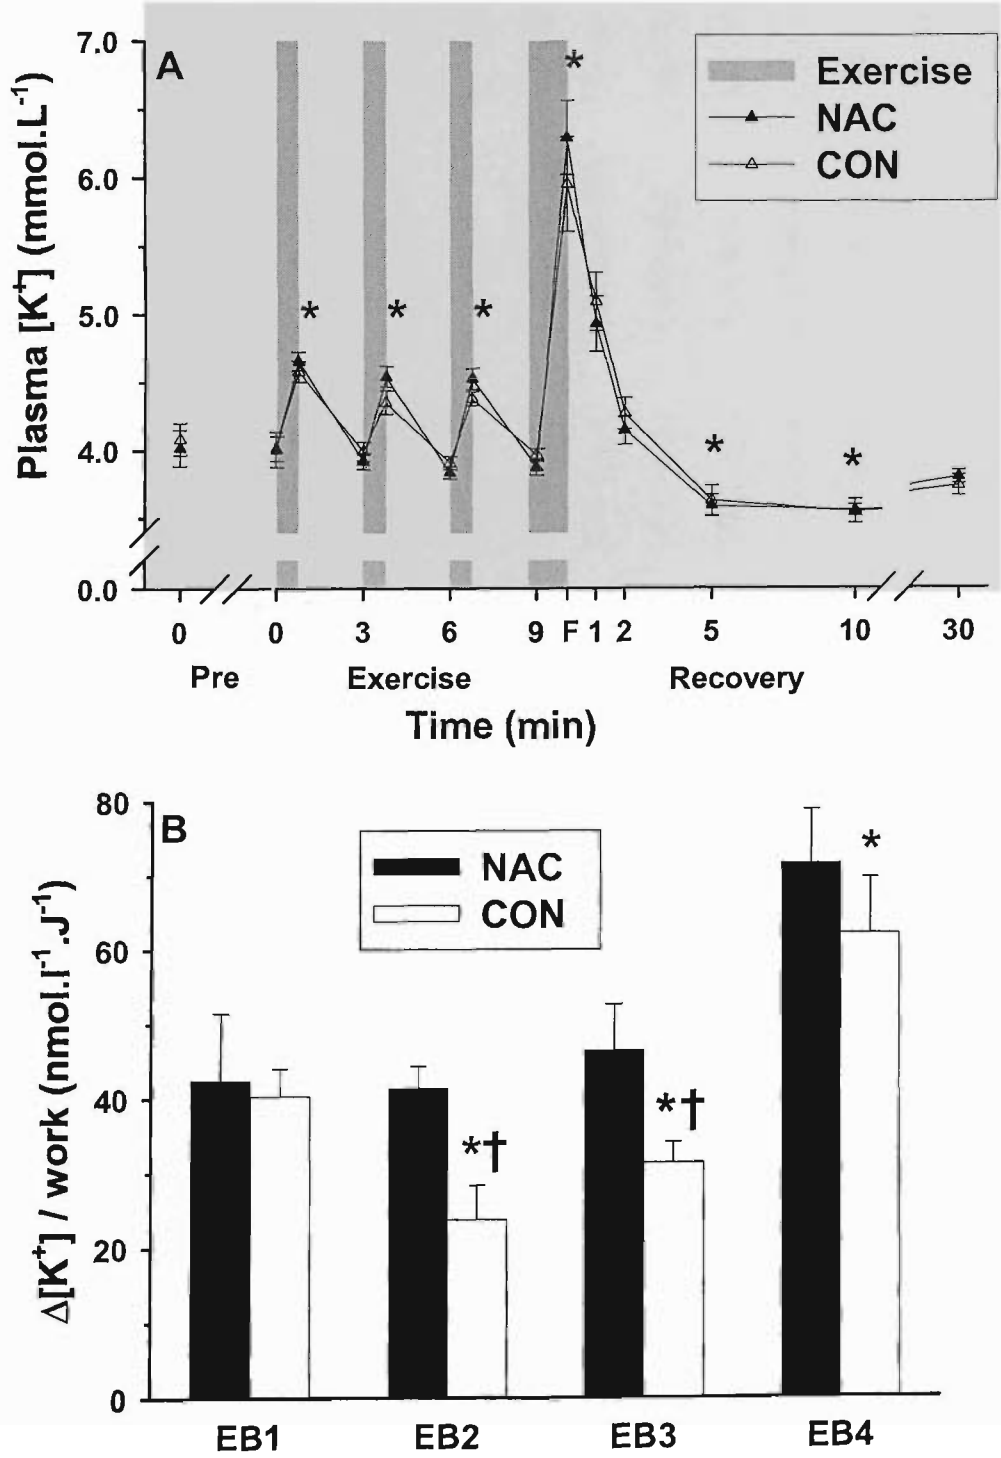 A
7.0
6.0
5.0
4.0
0.0
Plasma [K+] (mmol.L-1)
Exercise
NAC
CON
*
* * *
* *
0 0 3 6 9 F 1 2 5 10 30
Pre Exercise Recovery
Time (min)
B
80
60
40
20
0
Δ[K+] / work (nmol.l-1.J-1)
NAC
CON
*
*†
*†
EB1 EB2 EB3 EB4